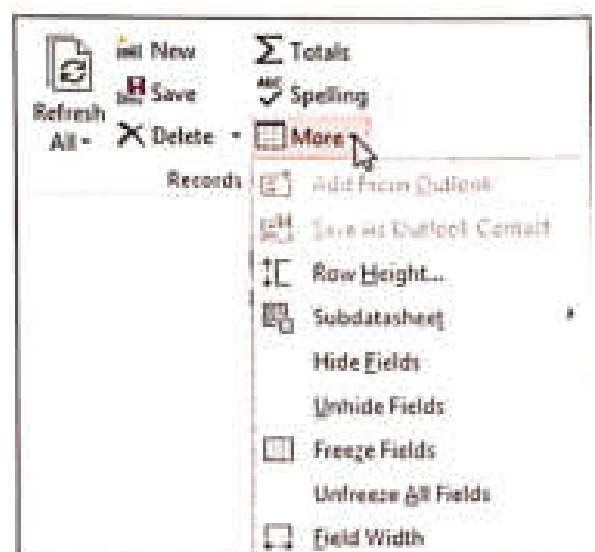 Refresh All
New
Save
Delete
Totals
Spelling
More
Records
Add From Outlook
Save As Outlook Contact
Row Height...
Subdatasheet
Hide Fields
Unhide Fields
Freeze Fields
Unfreeze All Fields
Field Width